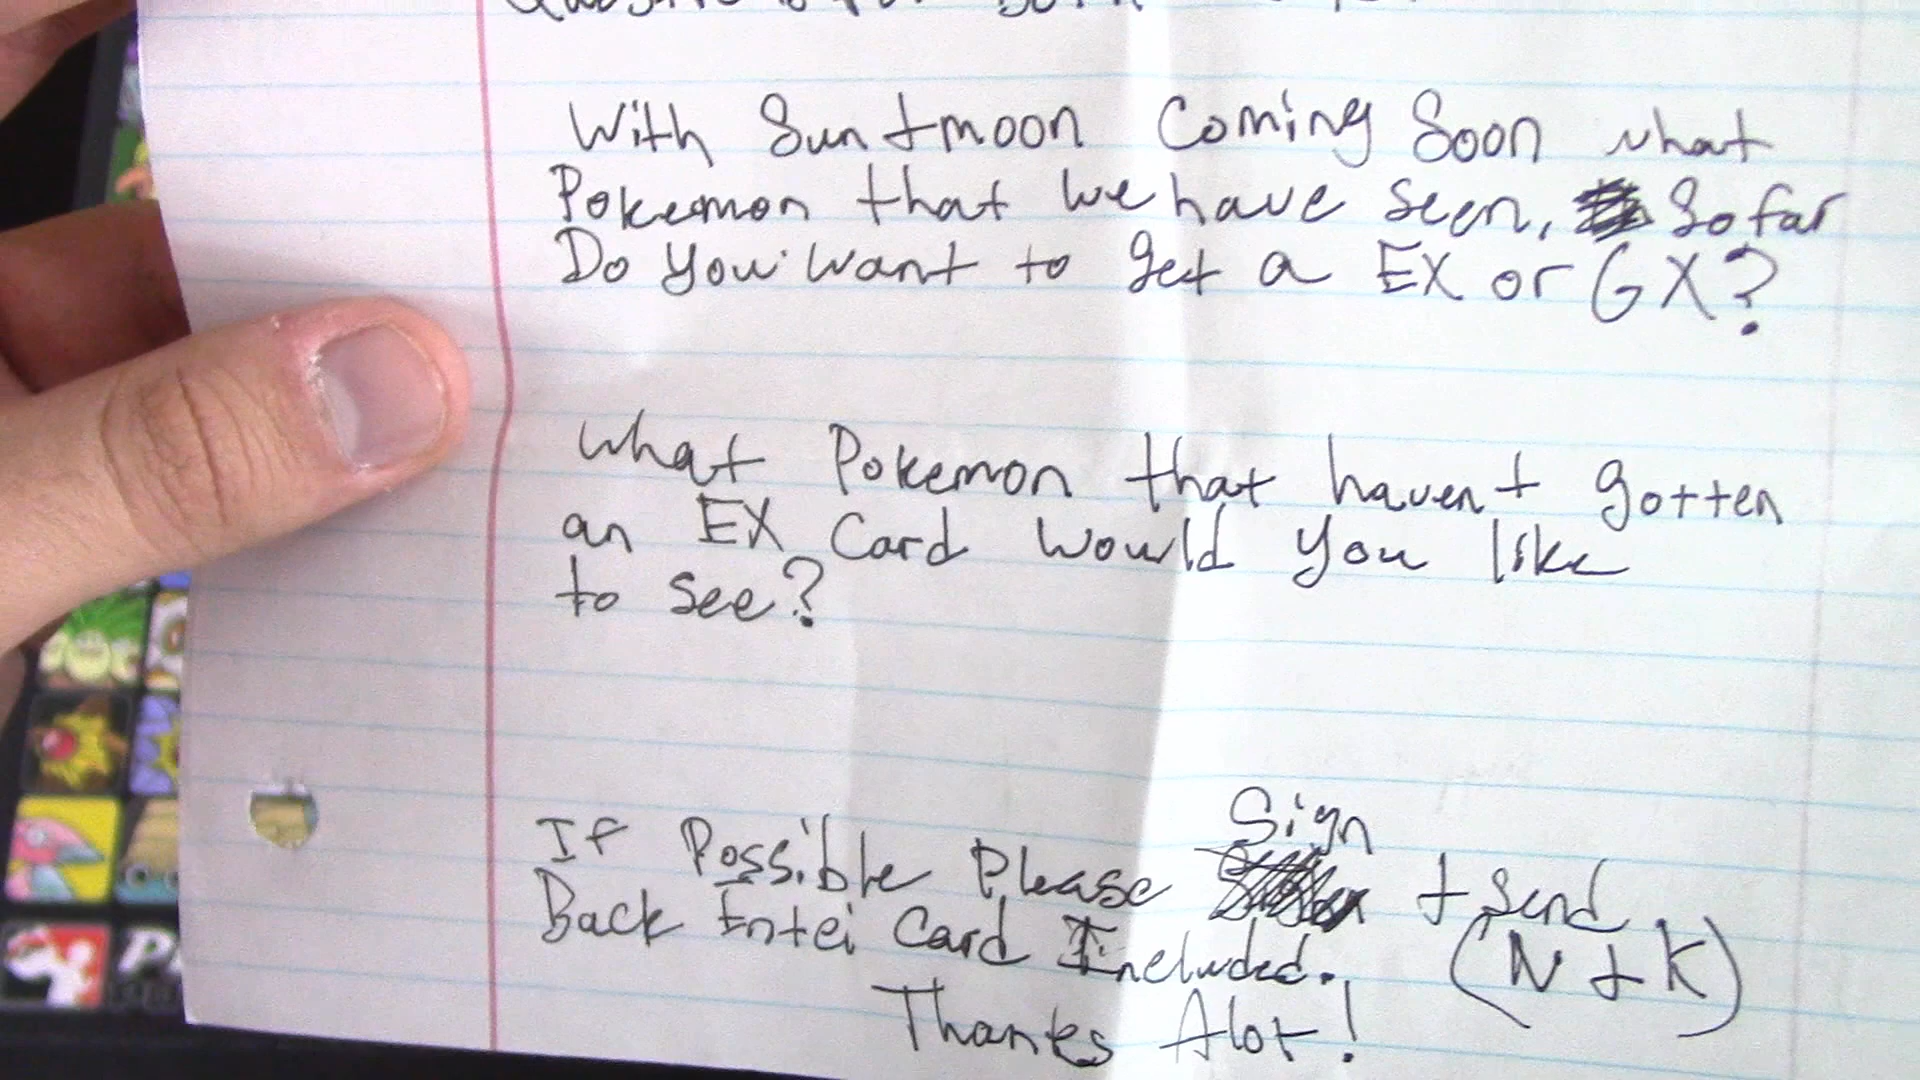 With Sun + moon Coming Soon what
Pokemon that we have seen, So far
Do you want to get a EX or GX?
What Pokemon that haven't gotten
an EX Card would you like
to see?
Sign
If Possible Please + Send
Back Entei Card Included. (N + K)
Thanks Alot!